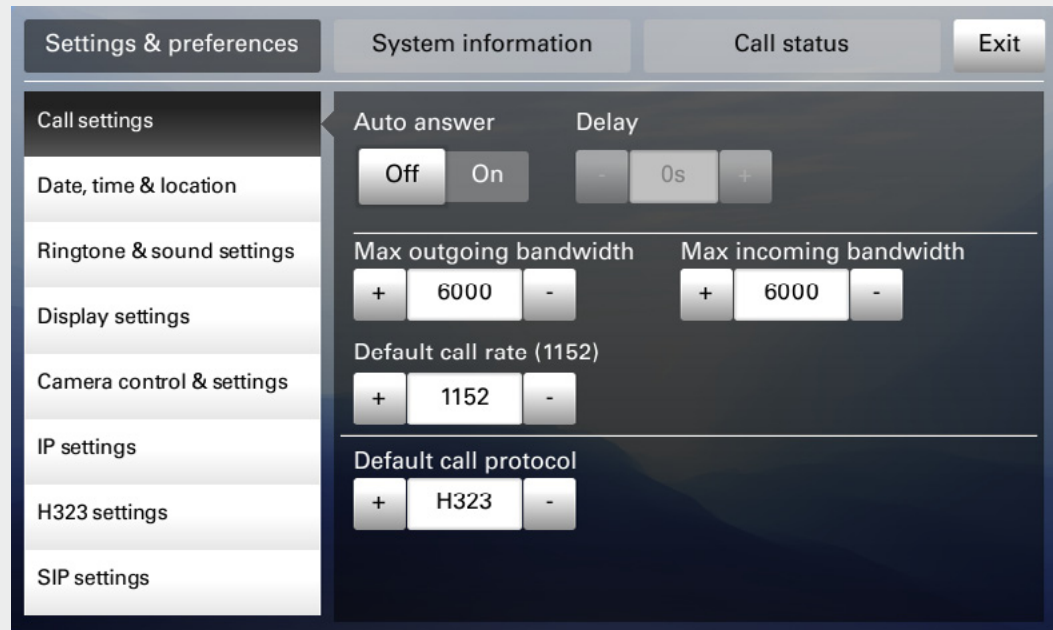 Settings & preferences
System information
Call status
Exit
Call settings
Date, time & location
Ringtone & sound settings
Display settings
Camera control & settings
IP settings
H323 settings
SIP settings
Auto answer
Delay
Off
On
-
0s
+
Max outgoing bandwidth
Max incoming bandwidth
+
6000
-
+
6000
-
Default call rate (1152)
+
1152
-
Default call protocol
+
H323
-